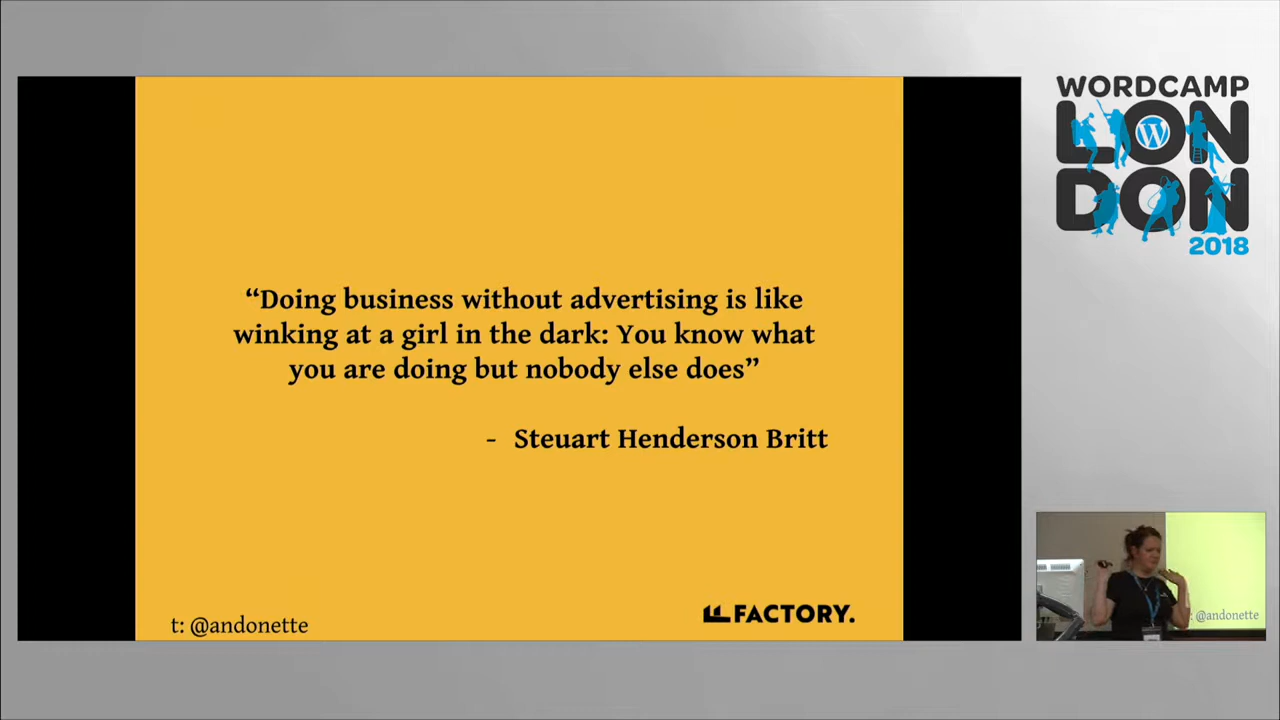 WORDCAMP
LON
DON
2018
“Doing business without advertising is like
winking at a girl in the dark: You know what
you are doing but nobody else does”
- Steuart Henderson Britt
t: @andonette
FACTORY.
: @andonette